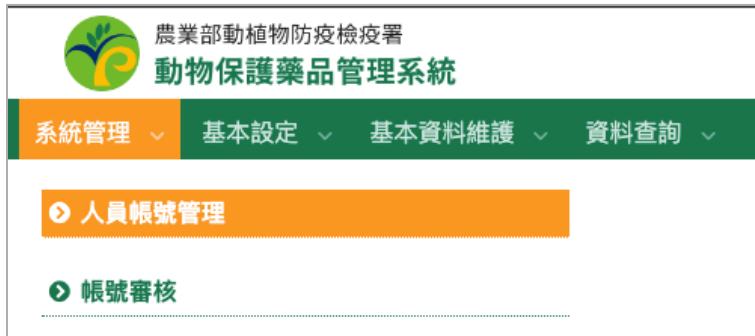 農業部動植物防疫檢疫署
動物保護藥品管理系統
系統管理 基本設定 基本資料維護 資料查詢
人員帳號管理
帳號審核